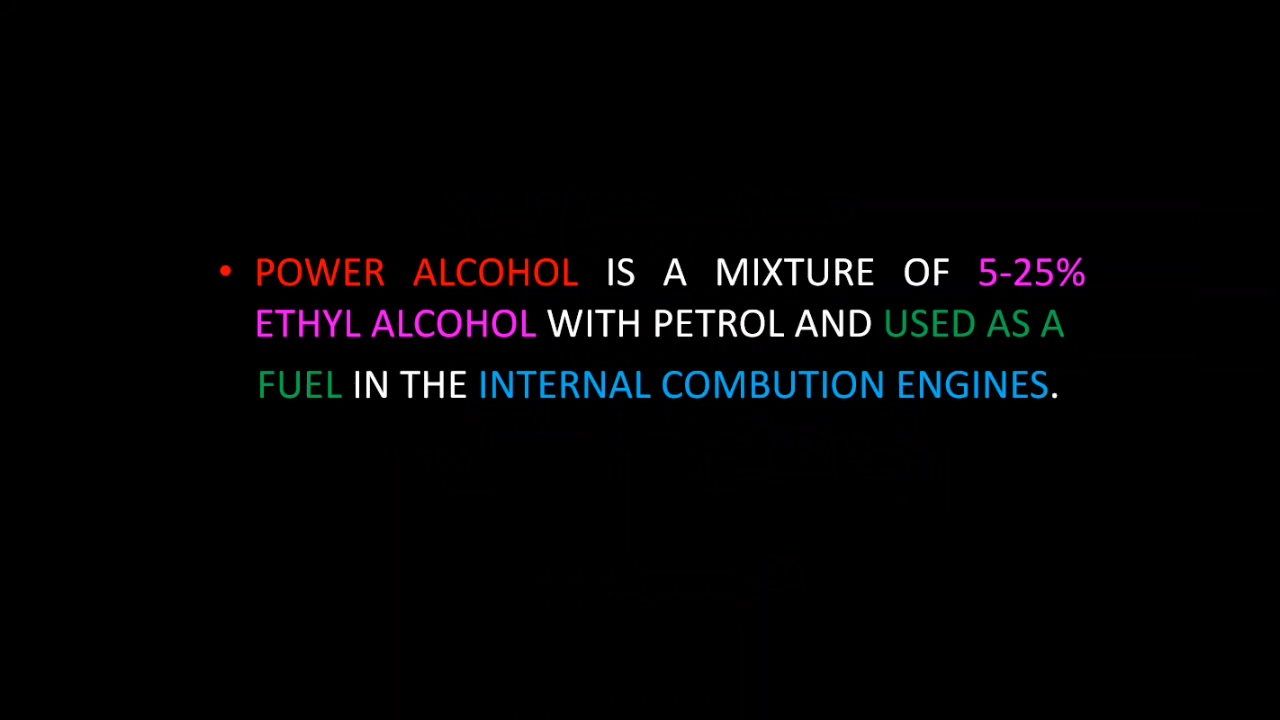 • POWER ALCOHOL IS A MIXTURE OF 5-25%
ETHYL ALCOHOL WITH PETROL AND USED AS A
FUEL IN THE INTERNAL COMBUTION ENGINES.